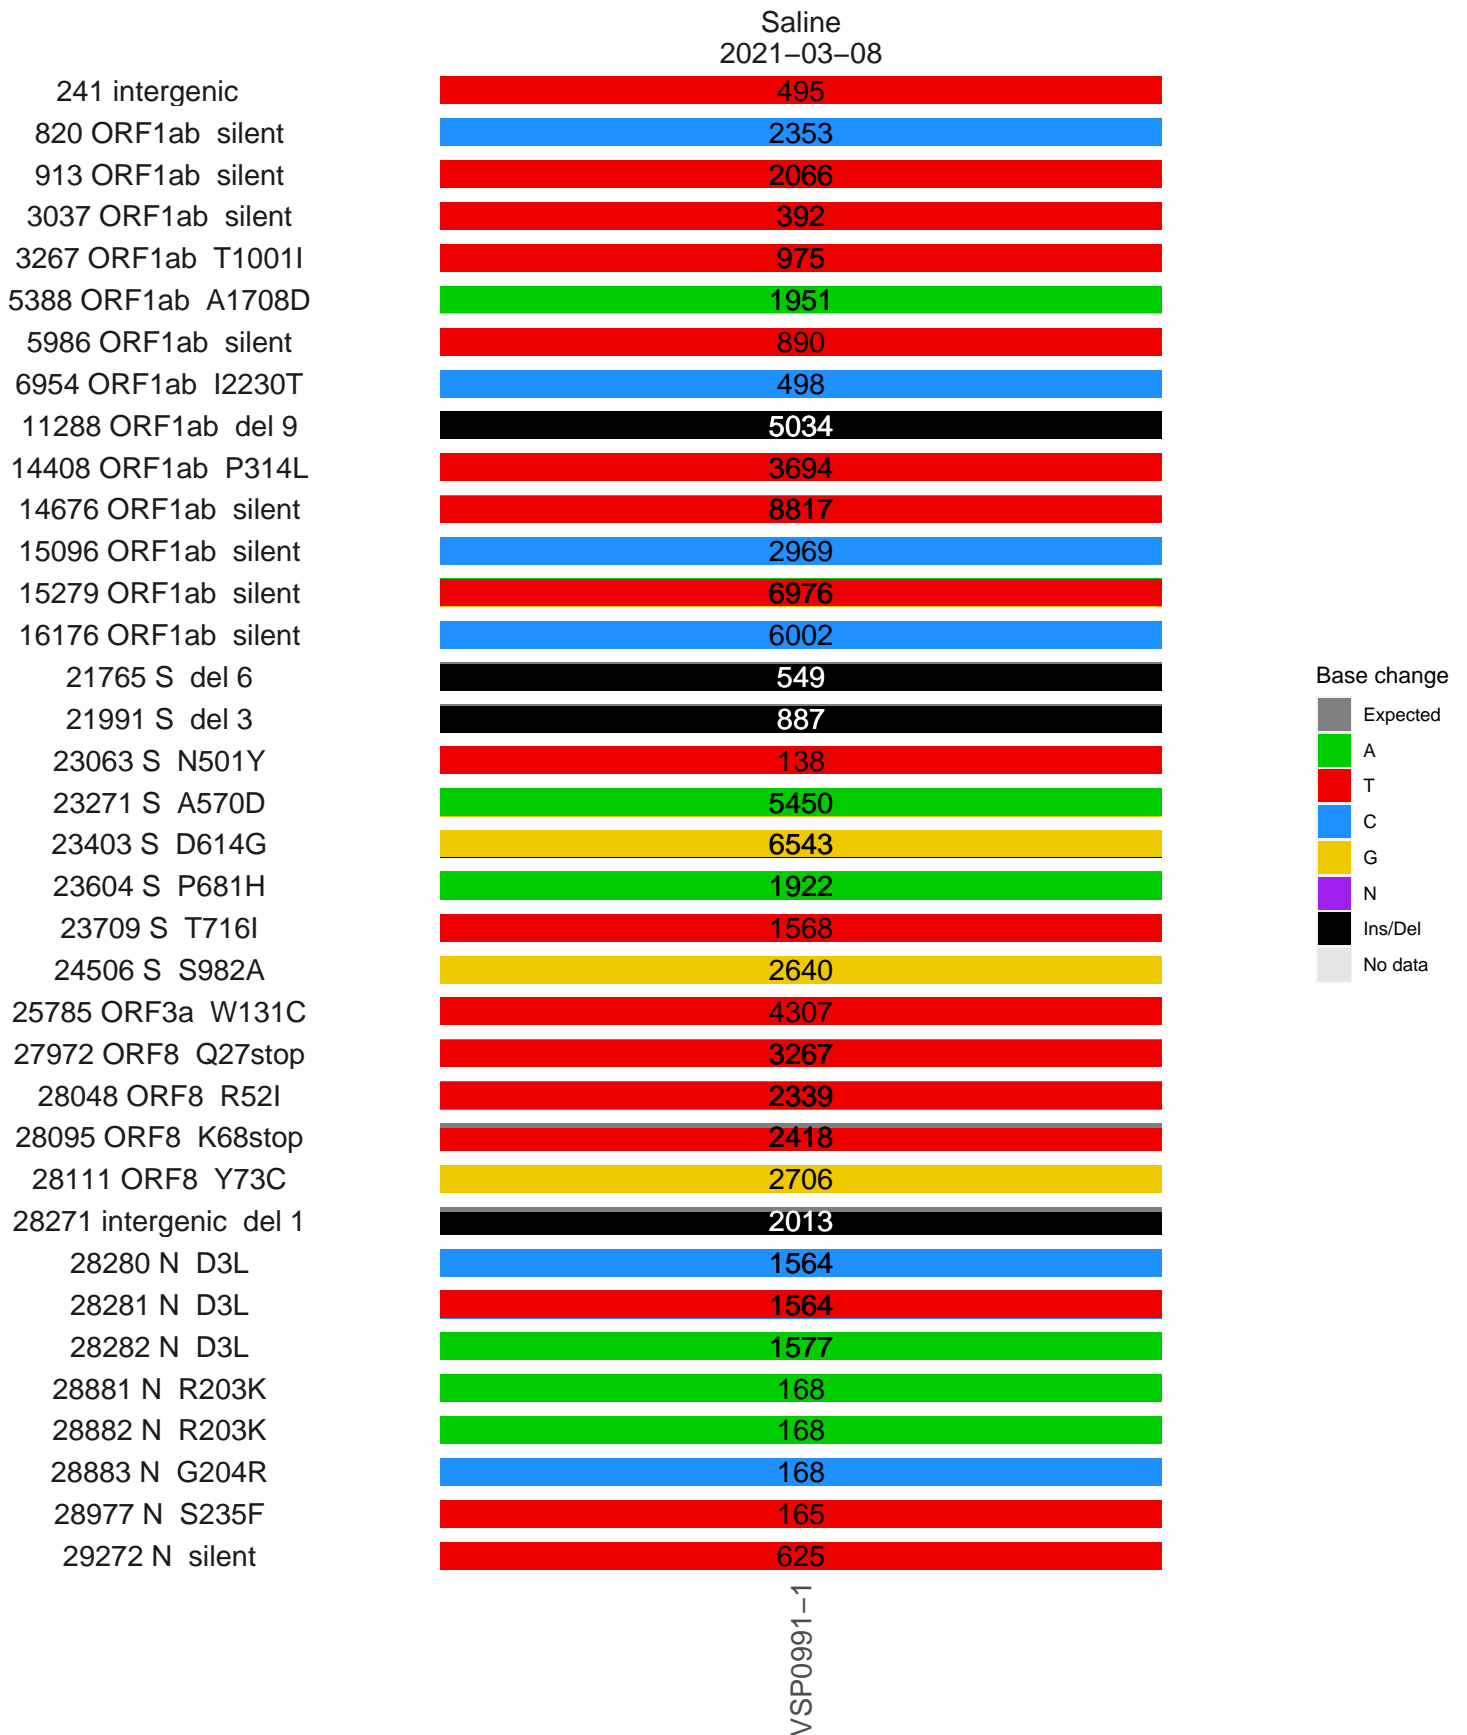 Saline
2021−03−08
241 intergenic 495
820 ORF1ab silent 2353
913 ORF1ab silent 2066
3037 ORF1ab silent 392
3267 ORF1ab T1001I 975
5388 ORF1ab A1708D 1951
5986 ORF1ab silent 890
6954 ORF1ab I2230T 498
11288 ORF1ab del 9 5034
14408 ORF1ab P314L 3694
14676 ORF1ab silent 8817
15096 ORF1ab silent 2969
15279 ORF1ab silent 6976
16176 ORF1ab silent 6002
21765 S del 6 549
21991 S del 3 887
23063 S N501Y 138
23271 S A570D 5450
23403 S D614G 6543
23604 S P681H 1922
23709 S T716I 1568
24506 S S982A 2640
25785 ORF3a W131C 4307
27972 ORF8 Q27stop 3267
28048 ORF8 R52I 2339
28095 ORF8 K68stop 2418
28111 ORF8 Y73C 2706
28271 intergenic del 1 2013
28280 N D3L 1564
28281 N D3L 1564
28282 N D3L 1577
28881 N R203K 168
28882 N R203K 168
28883 N G204R 168
28977 N S235F 165
29272 N silent 625
VSP0991−1
Base change
Expected
A
T
C
G
N
Ins/Del
No data